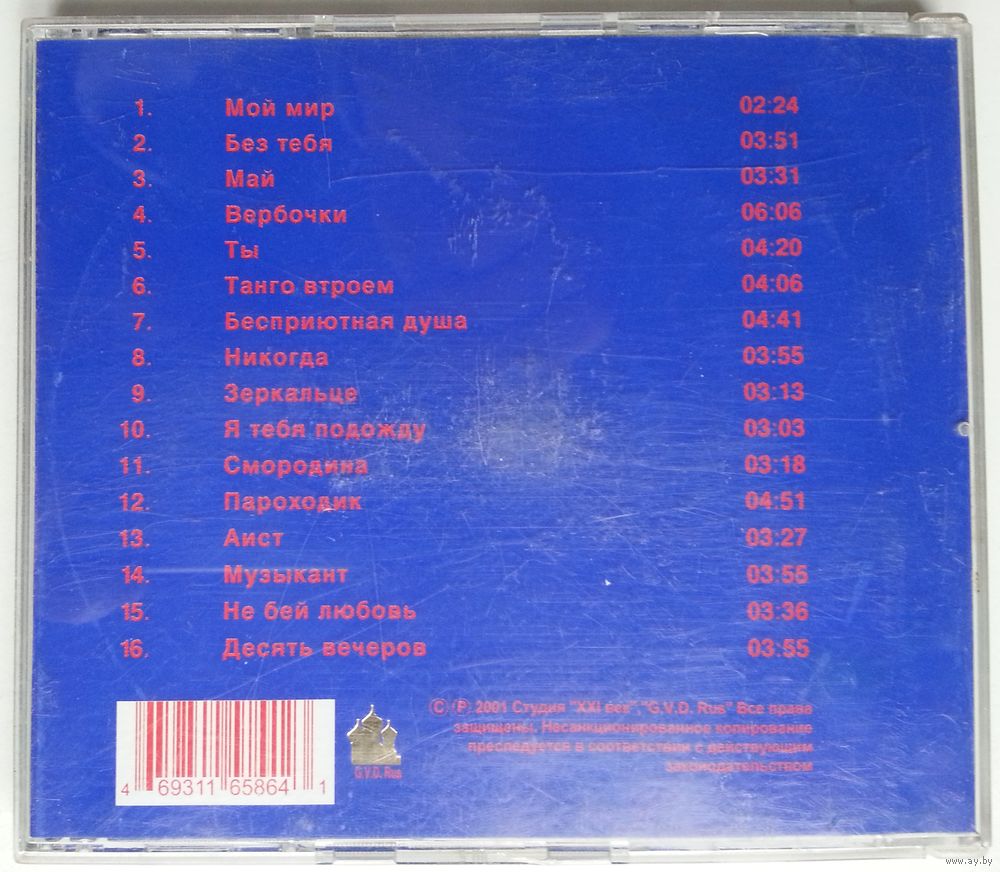 1. Мой мир 02:24
2. Без тебя 03:51
3. Май 03:31
4. Вербочки 06:06
5. Ты 04:20
6. Танго втроем 04:06
7. Бесприютная душа 04:41
8. Никогда 03:55
9. Зеркальце 03:13
10. Я тебя подожду 03:03
11. Смородина 03:18
12. Пароходик 04:51
13. Аист 03:27
14. Музыкант 03:55
15. Не бей любовь 03:36
16. Десять вечеров 03:55
Ⓒ Ⓟ 2001 Студия "XXI век", "G.V.D. Rus" Все права
защищены. Несанкционированное копирование
преследуется в соответствии с действующим
законодательством
G.V.D. Rus
4 69311 65864 1
www.ay.by